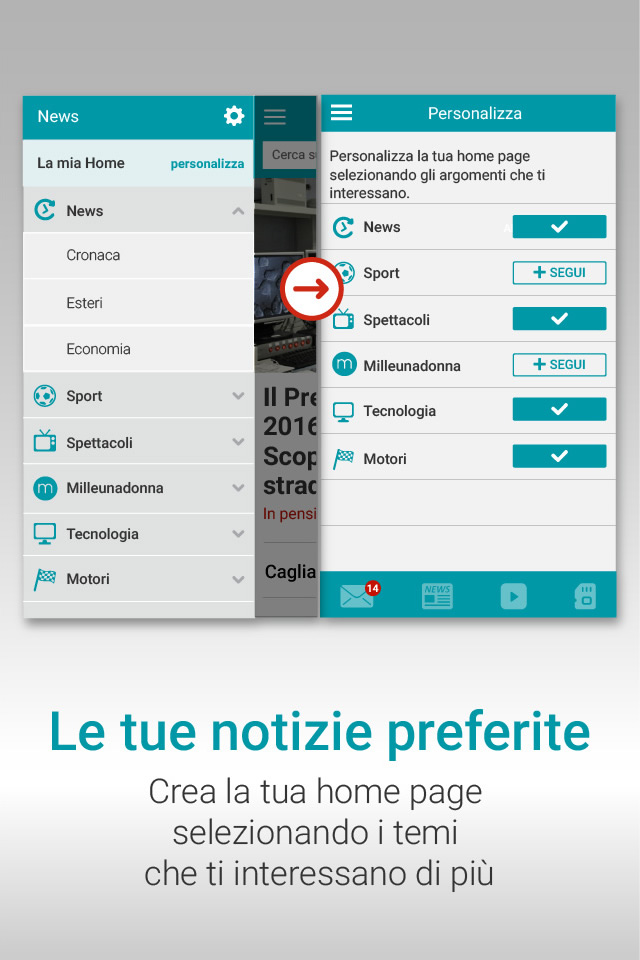 News
La mia Home personalizza
News
Cronaca
Esteri
Economia
Sport
Spettacoli
m Milleunadonna
Tecnologia
Motori
Cerca
Il
2016
strad
In pensi
Caglia
Personalizza
Personalizza la tua home page
selezionando gli argomenti che ti
interessano.
News
Sport + SEGUI
Spettacoli
m Milleunadonna + SEGUI
Tecnologia
Motori
14
NEWS
Le tue notizie preferite
Crea la tua home page
selezionando i temi
che ti interessano di più